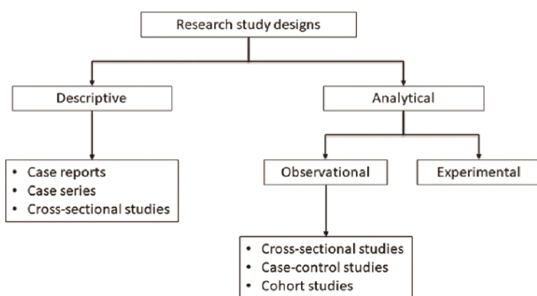 Research study designs
Descriptive
Analytical
• Case reports
• Case series
• Cross-sectional studies
Observational
Experimental
• Cross-sectional studies
• Case-control studies
• Cohort studies